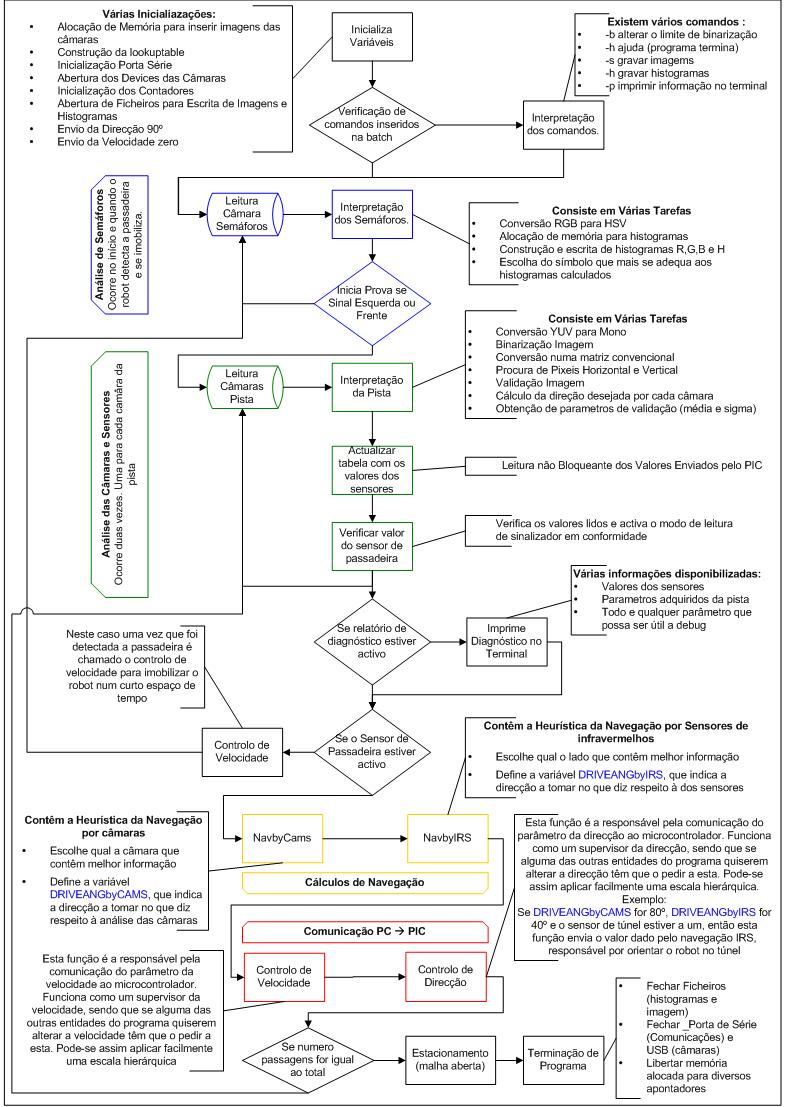 Várias Inicialiazações:
• Alocação de Memória para inserir imagens das
câmaras
• Construção da lookuptable
• Inicialização Porta Série
• Abertura dos Devices das Câmaras
• Inicialização dos Contadores
• Abertura de Ficheiros para Escrita de Imagens e
Histogramas
• Envio da Direcção 90º
• Envio da Velocidade zero
Inicializa
Variáveis
Existem vários comandos :
• -b alterar o limite de binarização
• -h ajuda (programa termina)
• -s gravar imagems
• -h gravar histogramas
• -p imprimir informação no terminal
Verificação de
comandos inseridos
na batch
Interpretação
dos comandos.
Análise de Semáforos
Ocorre no início e quando o
robot detecta a passadeira
e se imobiliza.
Leitura
Câmara
Semáforos
Interpretação
dos Semáforos.
Consiste em Várias Tarefas
• Conversão RGB para HSV
• Alocação de memória para histogramas
• Construção e escrita de histogramas R,G,B e H
• Escolha do símbolo que mais se adequa aos
histogramas calculados
Inicia Prova se
Sinal Esquerda ou
Frente
Análise das Câmaras e Sensores
Ocorre duas vezes. Uma para cada camâra da
pista
Leitura
Câmaras
Pista
Interpretação
da Pista
Consiste em Várias Tarefas
• Conversão YUV para Mono
• Binarização Imagem
• Conversão numa matriz convencional
• Procura de Pixeis Horizontal e Vertical
• Validação Imagem
• Cálculo da direção desejada por cada câmara
• Obtenção de parametros de validação (média e sigma)
Actualizar
tabela com os
valores dos
sensores
Leitura não Bloqueante dos Valores Enviados pelo PIC
Verificar valor
do sensor de
passadeira
Verifica os valores lidos e activa o modo de leitura
de sinalizador em conformidade
Várias informações disponibilizadas:
• Valores dos sensores
• Parametros adquiridos da pista
• Todo e qualquer parâmetro que
possa ser útil a debug
Se relatório de
diagnóstico estiver
activo
Imprime
Diagnóstico no
Terminal
Neste caso uma vez que foi
detectada a passadeira é
chamado o controlo de
velocidade para imobilizar o
robot num curto espaço de
tempo
Controlo de
Velocidade
Se o Sensor de
Passadeira estiver
activo
Contêm a Heurística da Navegação por Sensores de
infravermelhos
• Escolhe qual o lado que contêm melhor informação
• Define a variável DRIVEANGbyIRS, que indica a
direcção a tomar no que diz respeito à dos sensores
Contêm a Heurística da Navegação
por câmaras
• Escolhe qual a câmara que
contêm melhor informação
• Define a variável
DRIVEANGbyCAMS, que indica
a direcção a tomar no que diz
respeito à análise das câmaras
NavbyCams
NavbyIRS
Cálculos de Navegação
Esta função é a responsável pela comunicação do
parâmetro da direcção ao microcontrolador. Funciona
como um supervisor da direcção, sendo que se
alguma das outras entidades do programa quiserem
alterar a direcção têm que o pedir a esta. Pode-se
assim aplicar facilmente uma escala hierárquica.
Exemplo:
Se DRIVEANGbyCAMS for 80º, DRIVEANGbyIRS for
40º e o sensor de túnel estiver a um, então esta
função envia o valor dado pelo navegação IRS,
responsável por orientar o robot no túnel
Comunicação PC → PIC
Controlo de
Velocidade
Controlo de
Direcção
Esta função é a responsável pela
comunicação do parâmetro da
velocidade ao microcontrolador.
Funciona como um supervisor da
velocidade, sendo que se alguma das
outras entidades do programa quiserem
alterar a velocidade têm que o pedir a
esta. Pode-se assim aplicar facilmente
uma escala hierárquica
Se numero
passagens for igual
ao total
Estacionamento
(malha aberta)
Terminação de
Programa
• Fechar Ficheiros
(histogramas e
imagem)
• Fechar _Porta de Série
(Comunicações) e
USB (câmaras)
• Libertar memória
alocada para diversos
apontadores